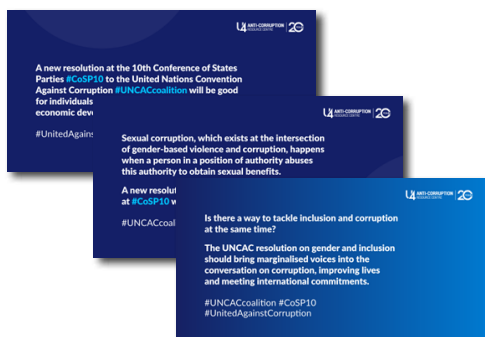 U4 ANTI-CORRUPTION
RESOURCE CENTRE
20
A new resolution at the 10th Conference of States
Parties #CoSP10 to the United Nations Convention
Against Corruption #UNCACcoalition will be good
for individuals
economic
#UnitedAgains
U4 ANTI-CORRUPTION
RESOURCE CENTRE
20
Sexual corruption, which exists at the intersection
of gender-based violence and corruption, happens
when a person in a position of authority abuses
this authority to obtain sexual benefits.
A new
at #CoSP10
#UNCACcoali
U4 ANTI-CORRUPTION
RESOURCE CENTRE
20
Is there a way to tackle inclusion and corruption
at the same time?
The UNCAC resolution on gender and inclusion
should bring marginalised voices into the
conversation on corruption, improving lives
and meeting international commitments.
#UNCACcoalition #CoSP10
#UnitedAgainstCorruption